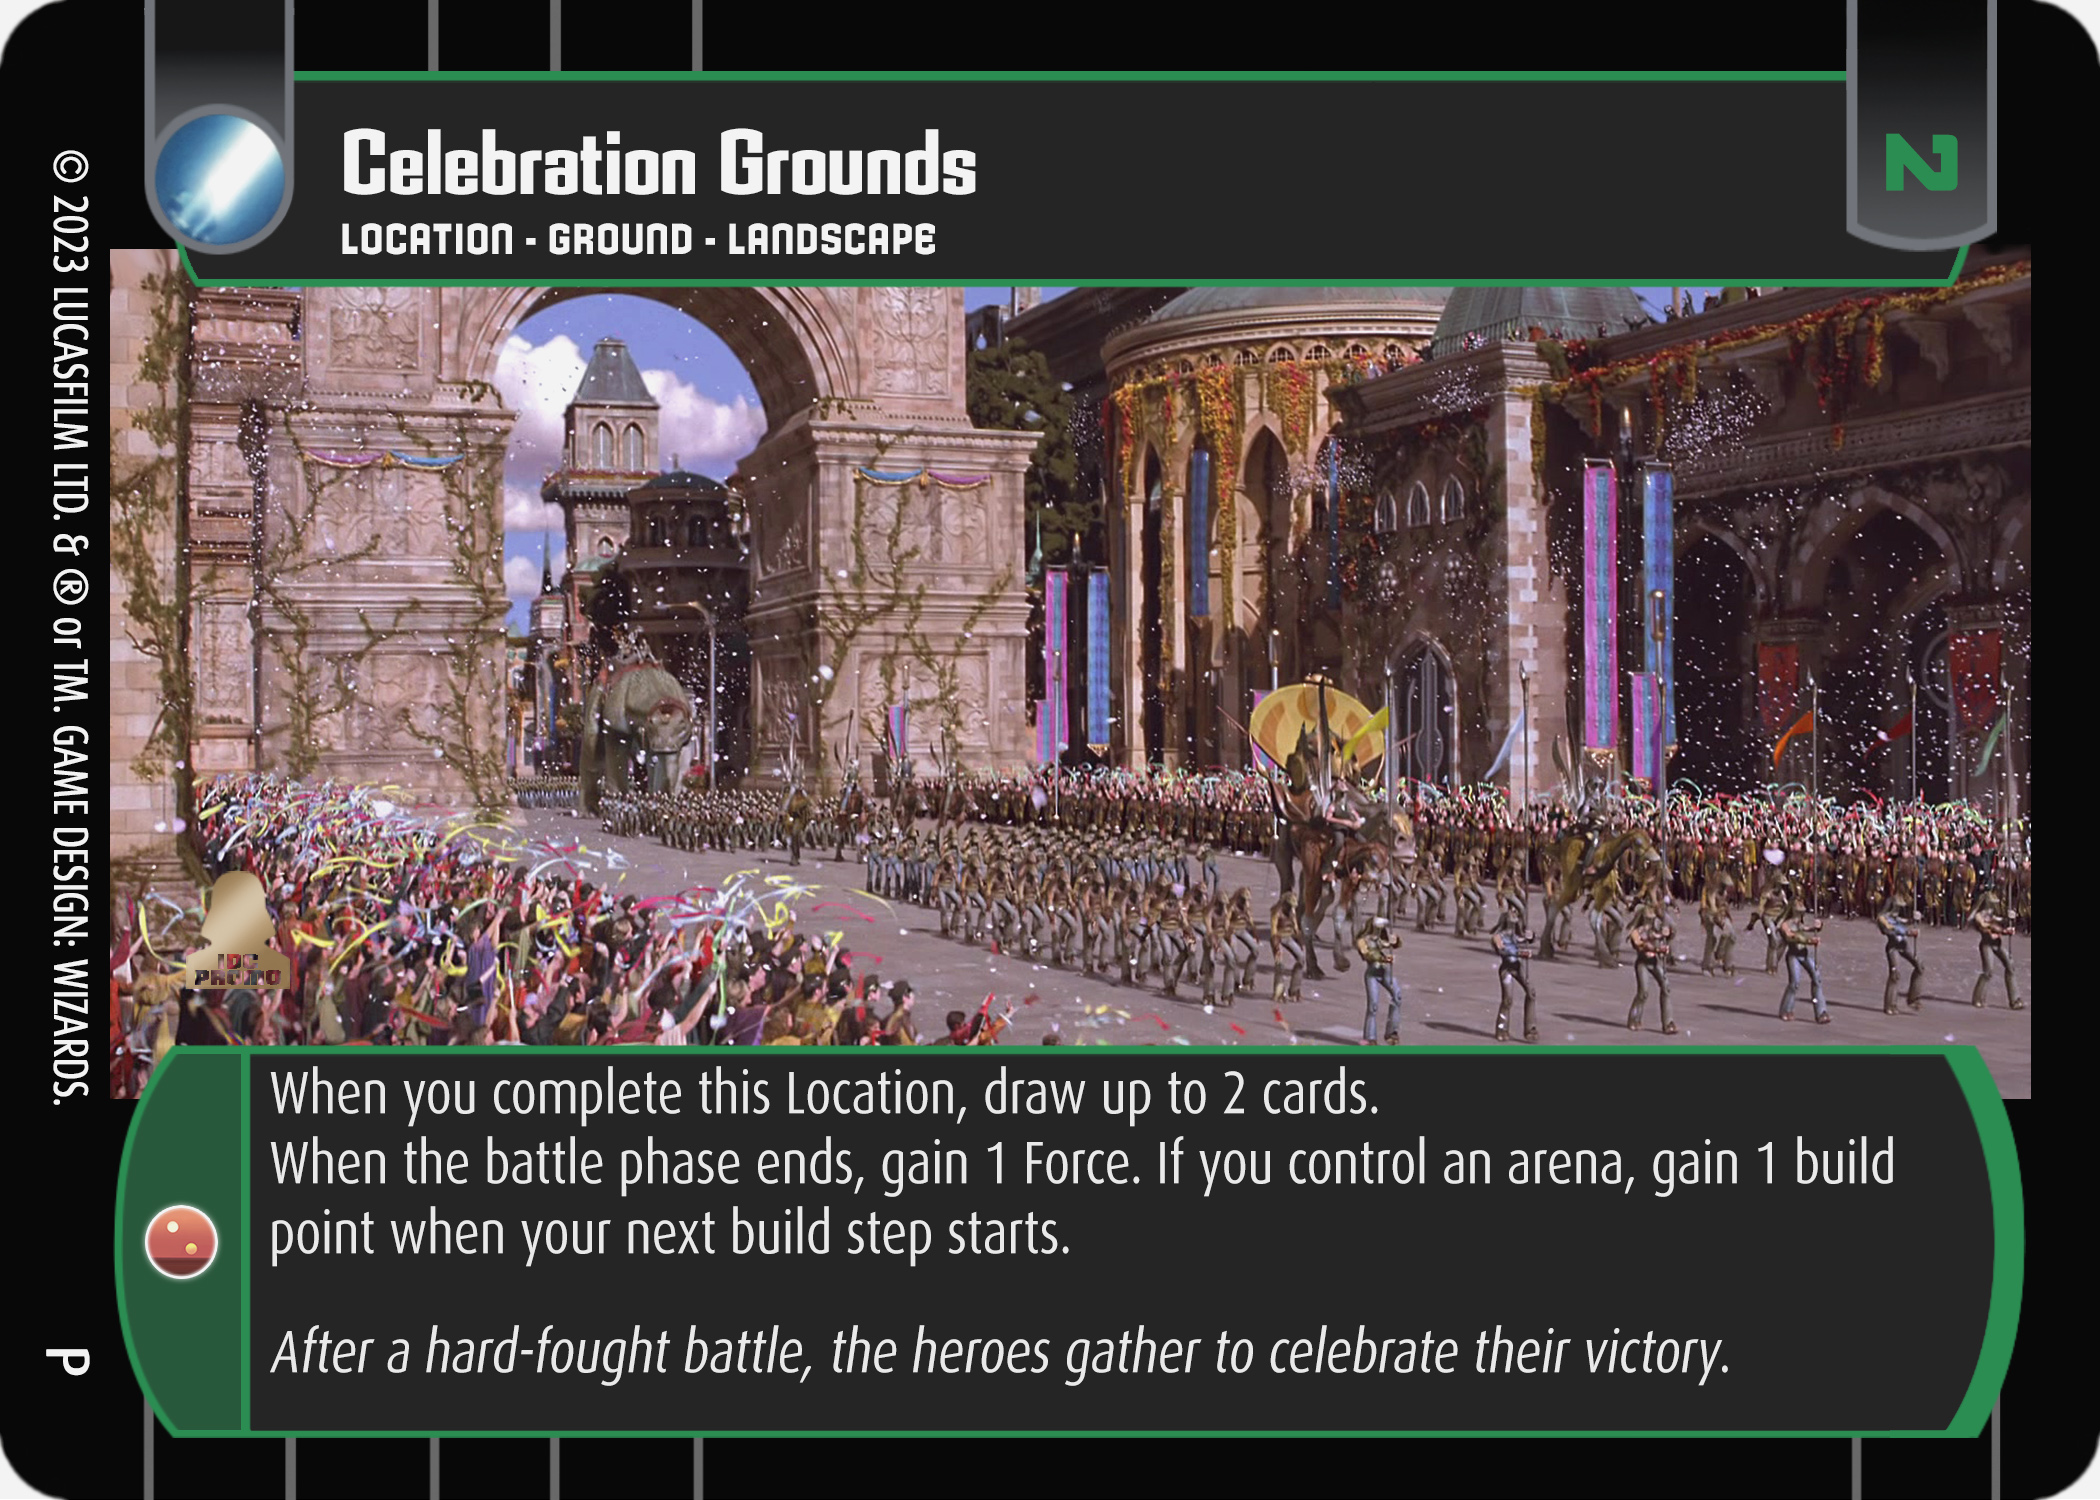 Celebration Grounds
LOCATION - GROUND - LANDSCAPE
2
© 2023 LUCASFILM LTD. & ® or TM. GAME DESIGN: WIZARDS.
IDC
PROMO
When you complete this Location, draw up to 2 cards.
When the battle phase ends, gain 1 Force. If you control an arena, gain 1 build
point when your next build step starts.
After a hard-fought battle, the heroes gather to celebrate their victory.
P